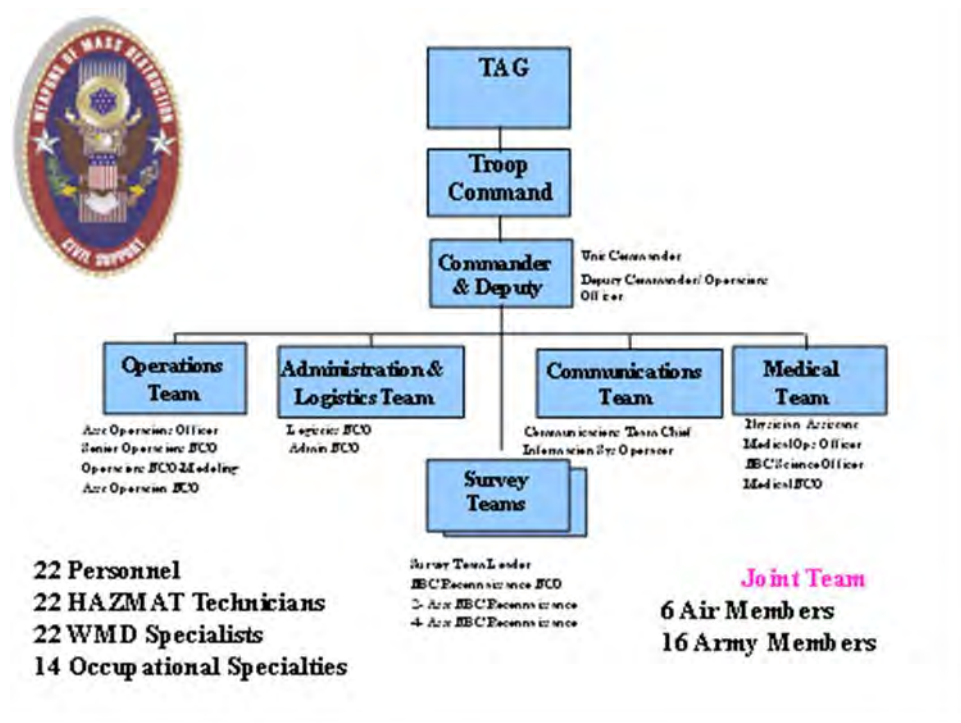 WEAPONS OF MASS DESTRUCTION
CIVIL SUPPORT
TAG
Troop
Command
Commander
& Deputy
Unit Commander
Deputy Commander/ Operations
Officer
Operations
Team
Asst Operations Officer
Senior Operations NCO
Operations NCO-Modeling
Asst Operation NCO
Administration &
Logistics Team
Logistics NCO
Admin NCO
Communications
Team
Communications Team Chief
Information Sys Operator
Medical
Team
Physician Assistant
Medical Ops Officer
NBC Science Officer
Medical NCO
Survey
Teams
Survey Team Leader
NBC Reconnaissance NCO
2- Asst NBC Reconnaissance
4- Asst NBC Reconnaissance
22 Personnel
22 HAZMAT Technicians
22 WMD Specialists
14 Occupational Specialties
Joint Team
6 Air Members
16 Army Members